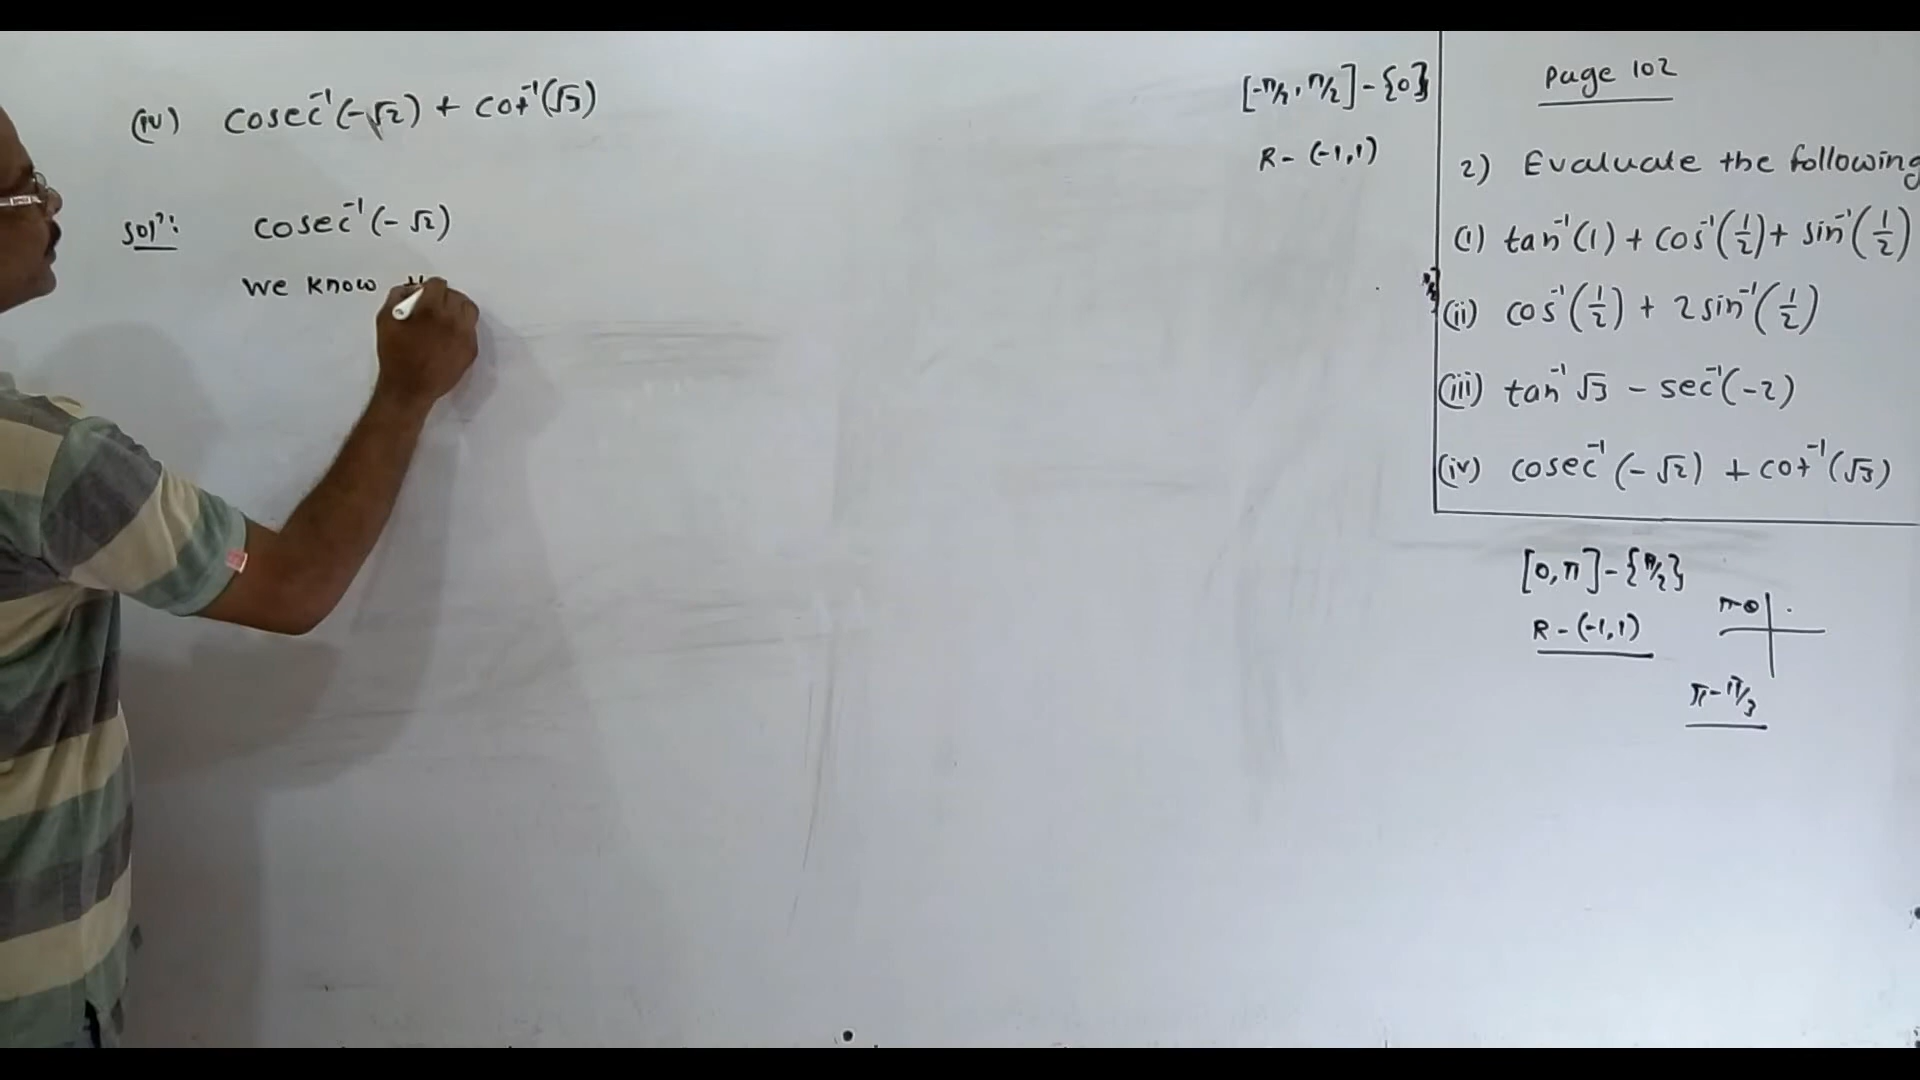 (iv) cosec⁻¹(-√2) + cot⁻¹(√3)
Solⁿ: cosec⁻¹(-√2)
We know
[-π/2, π/2] - {0}
R - (-1,1)
Page 102
2) Evaluate the following
(i) tan⁻¹(1) + cos⁻¹(1/2) + sin⁻¹(1/2)
(ii) cos⁻¹(1/2) + 2 sin⁻¹(1/2)
(iii) tan⁻¹ √3 - sec⁻¹(-2)
(iv) cosec⁻¹(-√2) + cot⁻¹(√3)
[0, π] - {π/2}
R - (-1,1)
π-θ
π - π/3